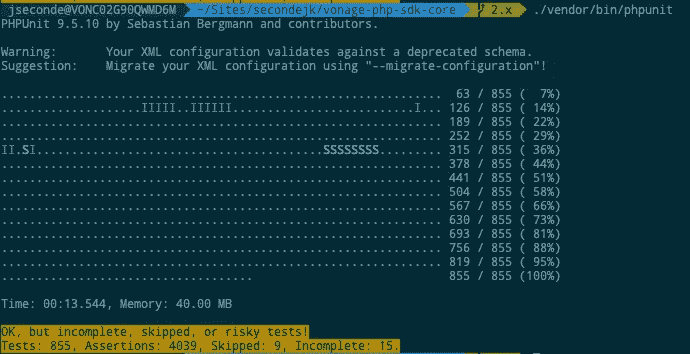 jseconde@VONC02G90QWMD6M ~/Sites/secondejk/vonage-php-sdk-core 2.x ./vendor/bin/phpunit
PHPUnit 9.5.10 by Sebastian Bergmann and contributors.
Warning: Your XML configuration validates against a deprecated schema.
Suggestion: Migrate your XML configuration using "--migrate-configuration"!
............................................................... 63 / 855 ( 7%)
....................IIIII..IIIIII..........................I... 126 / 855 ( 14%)
............................................................... 189 / 855 ( 22%)
............................................................... 252 / 855 ( 29%)
II.SI.........................................SSSSSSSS......... 315 / 855 ( 36%)
............................................................... 378 / 855 ( 44%)
............................................................... 441 / 855 ( 51%)
............................................................... 504 / 855 ( 58%)
............................................................... 567 / 855 ( 66%)
............................................................... 630 / 855 ( 73%)
............................................................... 693 / 855 ( 81%)
............................................................... 756 / 855 ( 88%)
............................................................... 819 / 855 ( 95%)
.................................... 855 / 855 (100%)
Time: 00:13.544, Memory: 40.00 MB
OK, but incomplete, skipped, or risky tests!
Tests: 855, Assertions: 4039, Skipped: 9, Incomplete: 15.